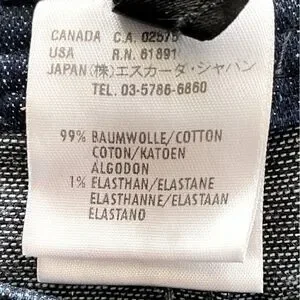 CANADA C.A. 02575
USA R.N. 61891
JAPAN(株)エスカーダ・ジャパン
TEL. 03-5786-6860
99% BAUMWOLLE/COTTON
COTON/KATOEN
ALGODON
1% ELASTHAN/ELASTANE
ELASTHANNE/ELASTAAN
ELASTANO